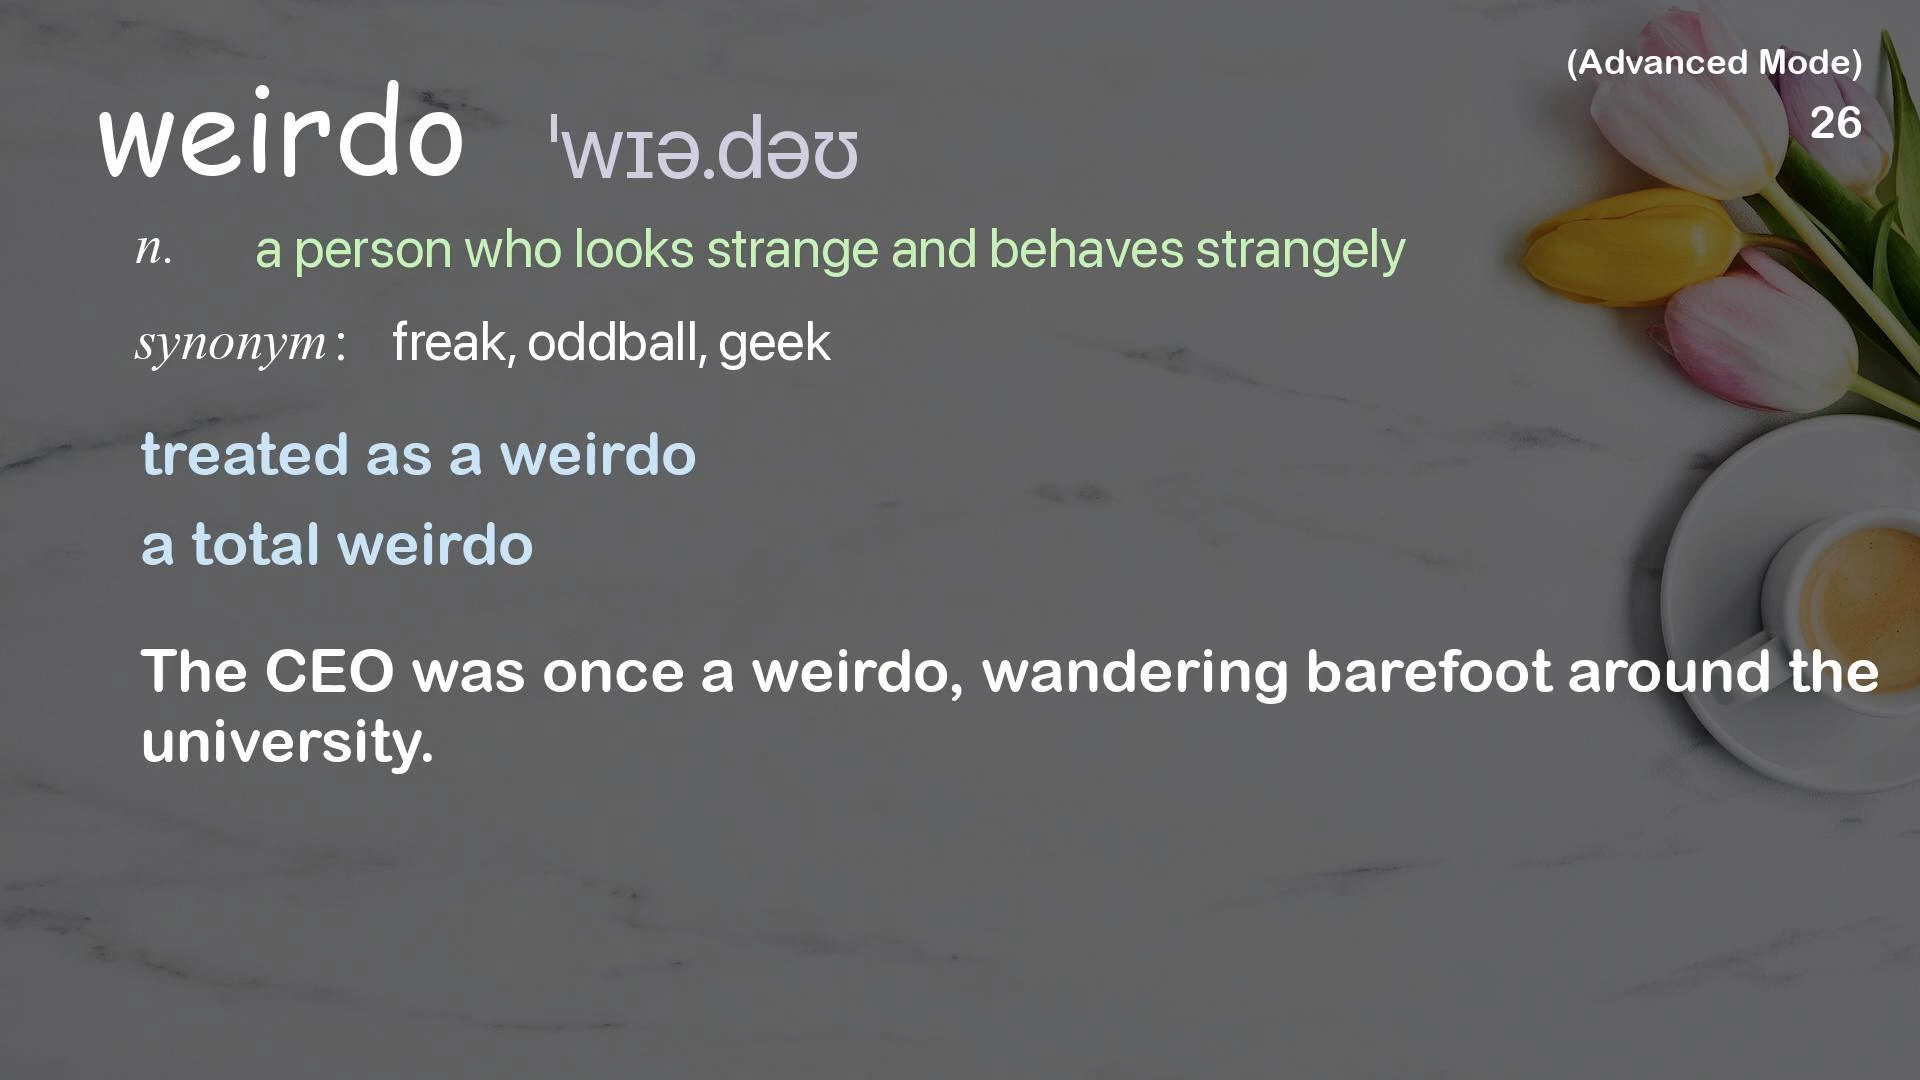 (Advanced Mode)
26
weirdo ˈwɪə.dəʊ
n. a person who looks strange and behaves strangely
synonym: freak, oddball, geek
treated as a weirdo
a total weirdo
The CEO was once a weirdo, wandering barefoot around the
university.